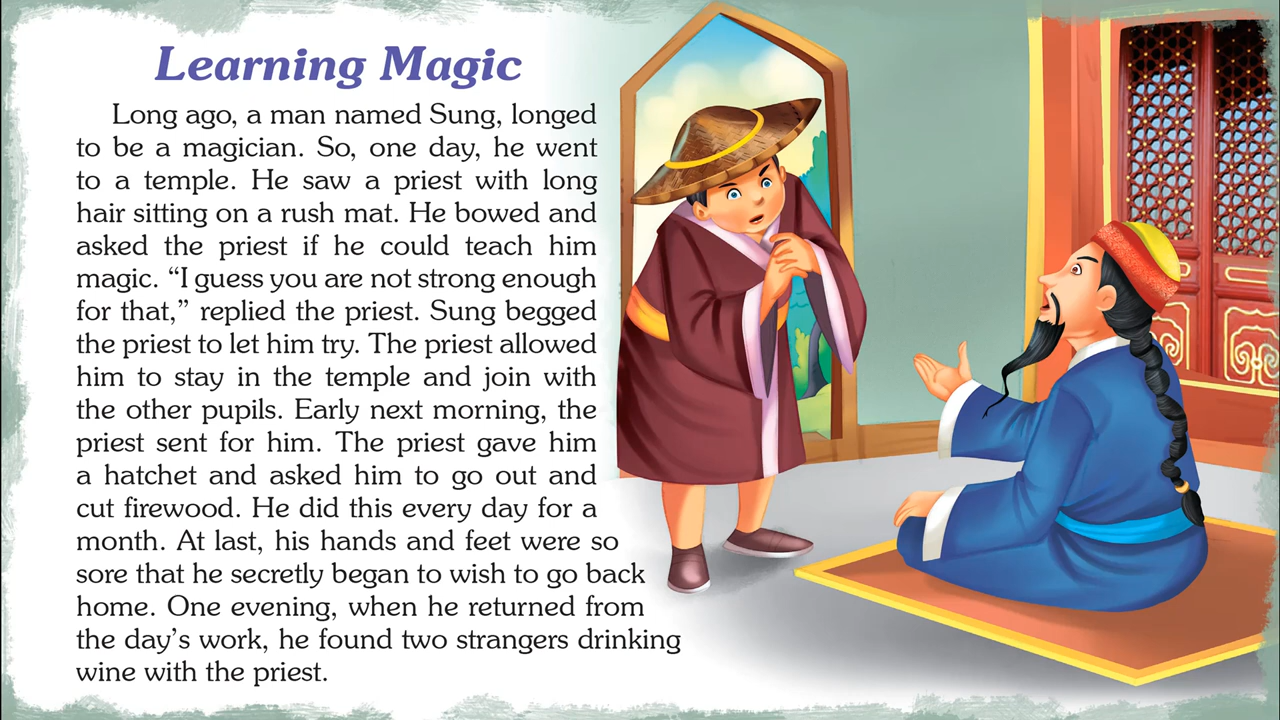 Learning Magic
Long ago, a man named Sung, longed
to be a magician. So, one day, he went
to a temple. He saw a priest with long
hair sitting on a rush mat. He bowed and
asked the priest if he could teach him
magic. “I guess you are not strong enough
for that,” replied the priest. Sung begged
the priest to let him try. The priest allowed
him to stay in the temple and join with
the other pupils. Early next morning, the
priest sent for him. The priest gave him
a hatchet and asked him to go out and
cut firewood. He did this every day for a
month. At last, his hands and feet were so
sore that he secretly began to wish to go back
home. One evening, when he returned from
the day’s work, he found two strangers drinking
wine with the priest.